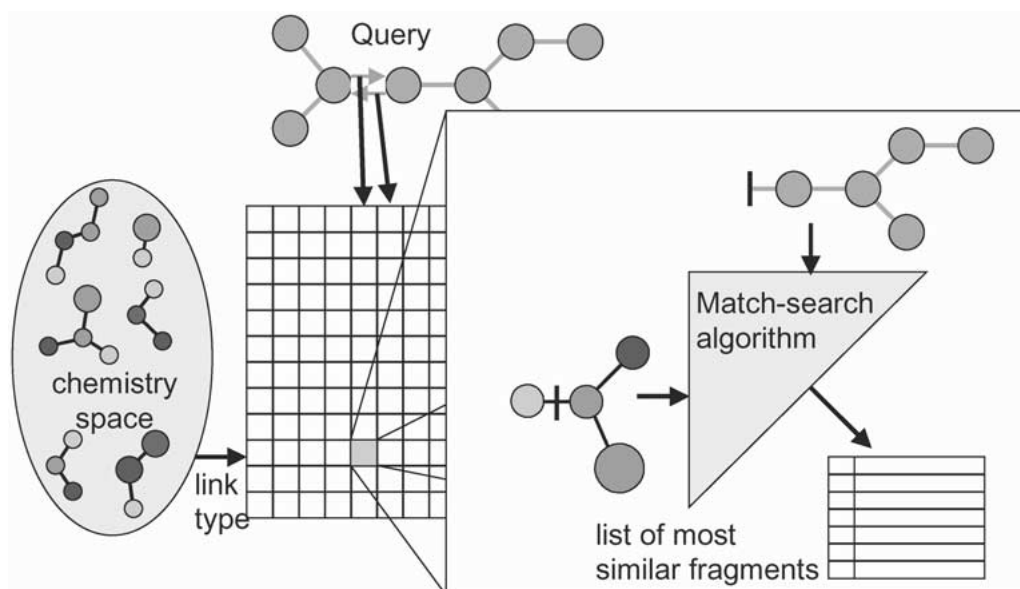 Query
Match-search
algorithm
chemistry
space
link
type
list of most
similar fragments